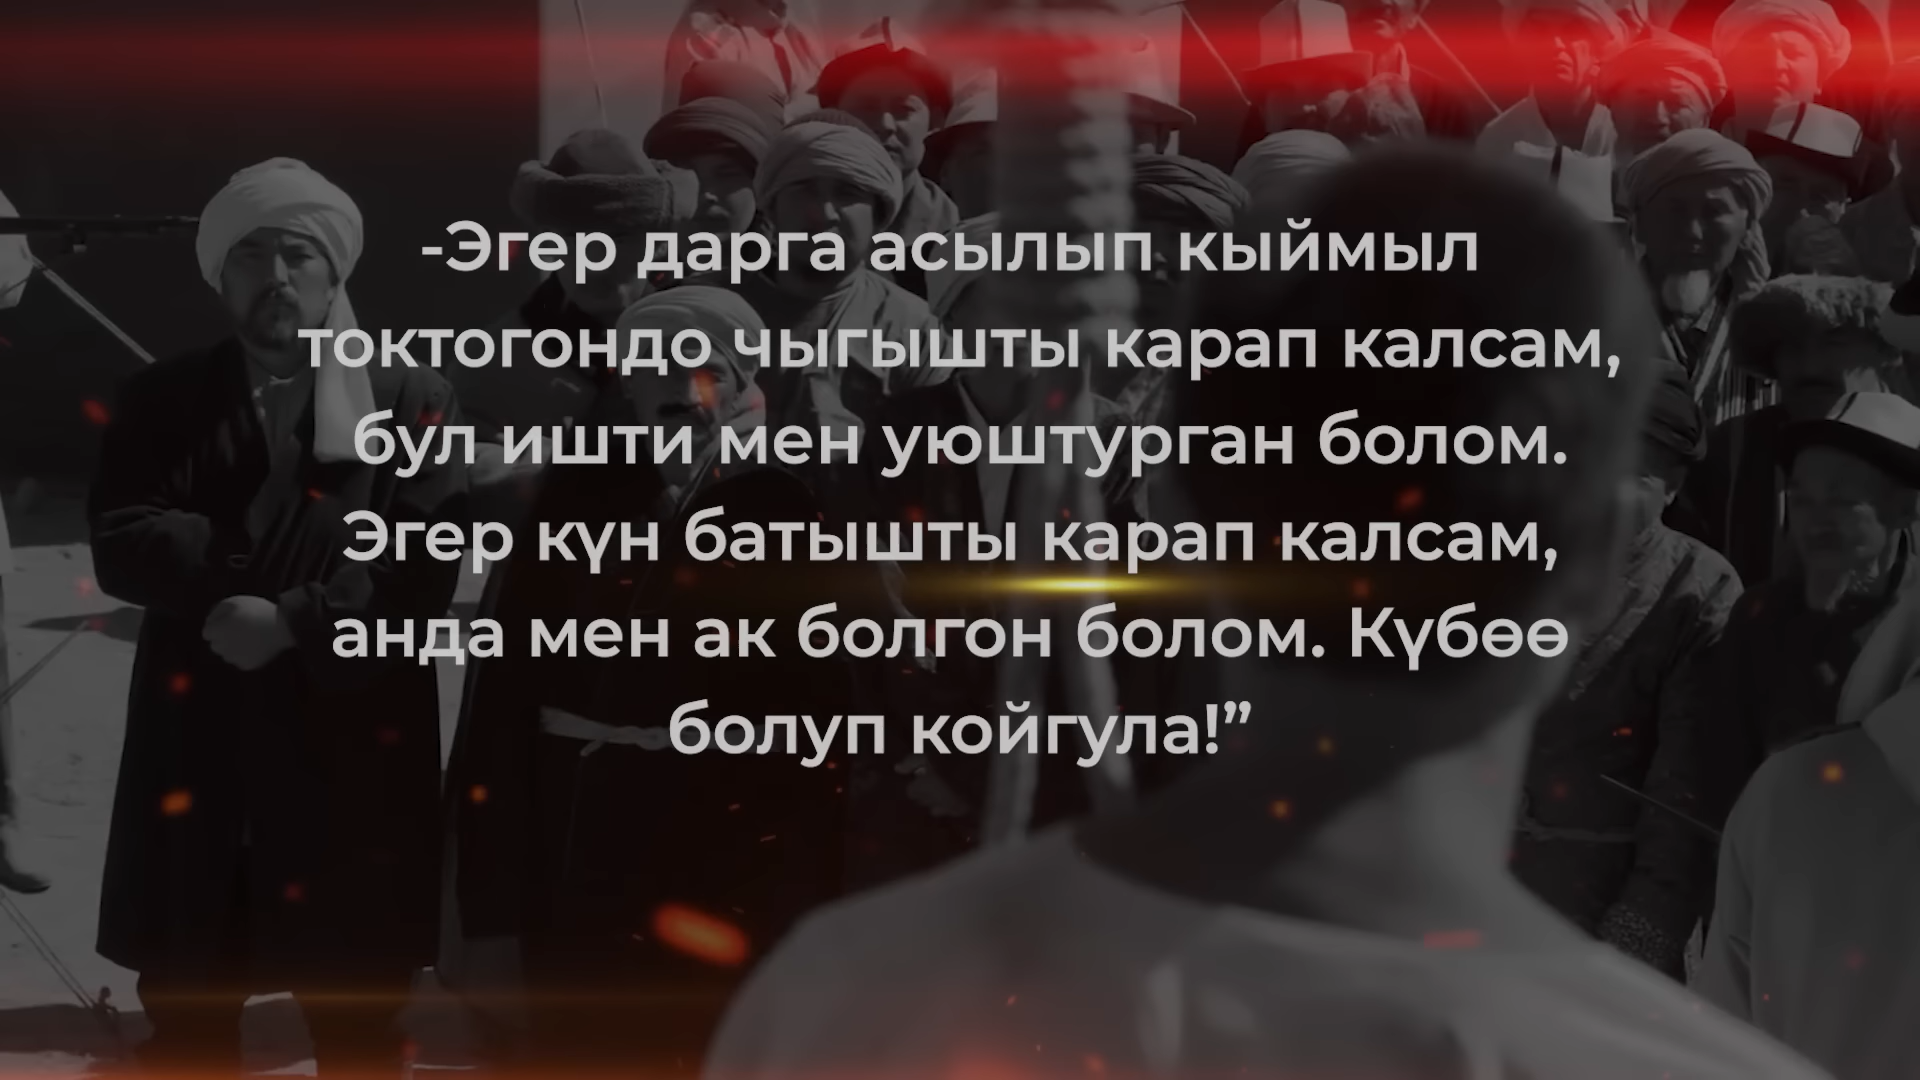 -Эгер дарга асылып кыймыл
токтогондо чыгышты карап калсам,
бул ишти мен уюштурган болом.
Эгер күн батышты карап калсам,
анда мен ак болгон болом. Күбөө
болуп койгула!”